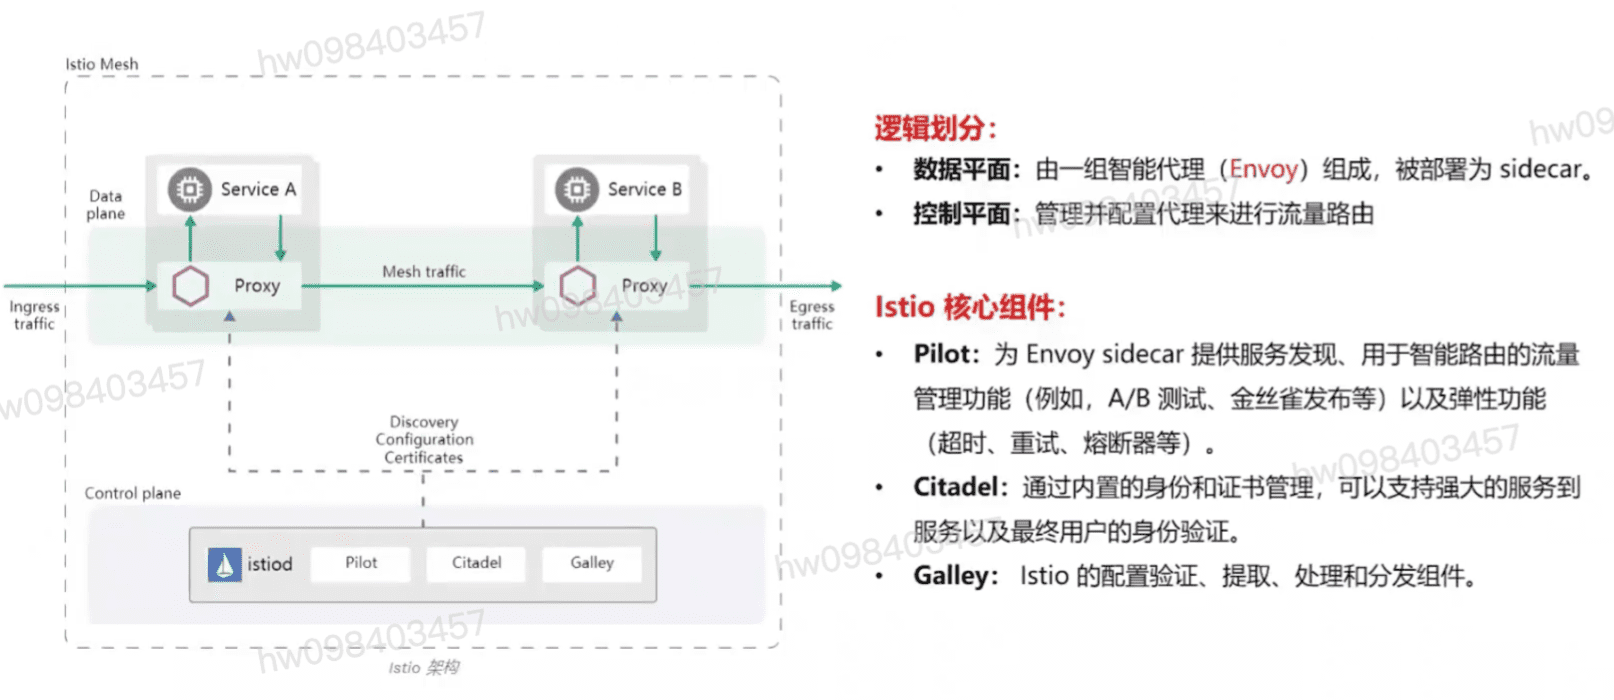 hw098403457
Istio Mesh
Data
plane
Service A
Service B
Proxy
Mesh traffic
Proxy
Ingress
traffic
Egress
traffic
hw098403457
hw098403457
Discovery
Configuration
Certificates
Control plane
istiod
Pilot
Citadel
Galley
hw098403457
Istio 架构
hw09
逻辑划分：
• 数据平面：由一组智能代理（Envoy）组成，被部署为 sidecar。
• 控制平面：管理并配置代理来进行流量路由
hw098403457
Istio 核心组件：
• Pilot：为 Envoy sidecar 提供服务发现、用于智能路由的流量
管理功能（例如，A/B 测试、金丝雀发布等）以及弹性功能
（超时、重试、熔断器等）。
hw098403457
• Citadel：通过内置的身份和证书管理，可以支持强大的服务到
服务以及最终用户的身份验证。
hw098403457
• Galley： Istio 的配置验证、提取、处理和分发组件。